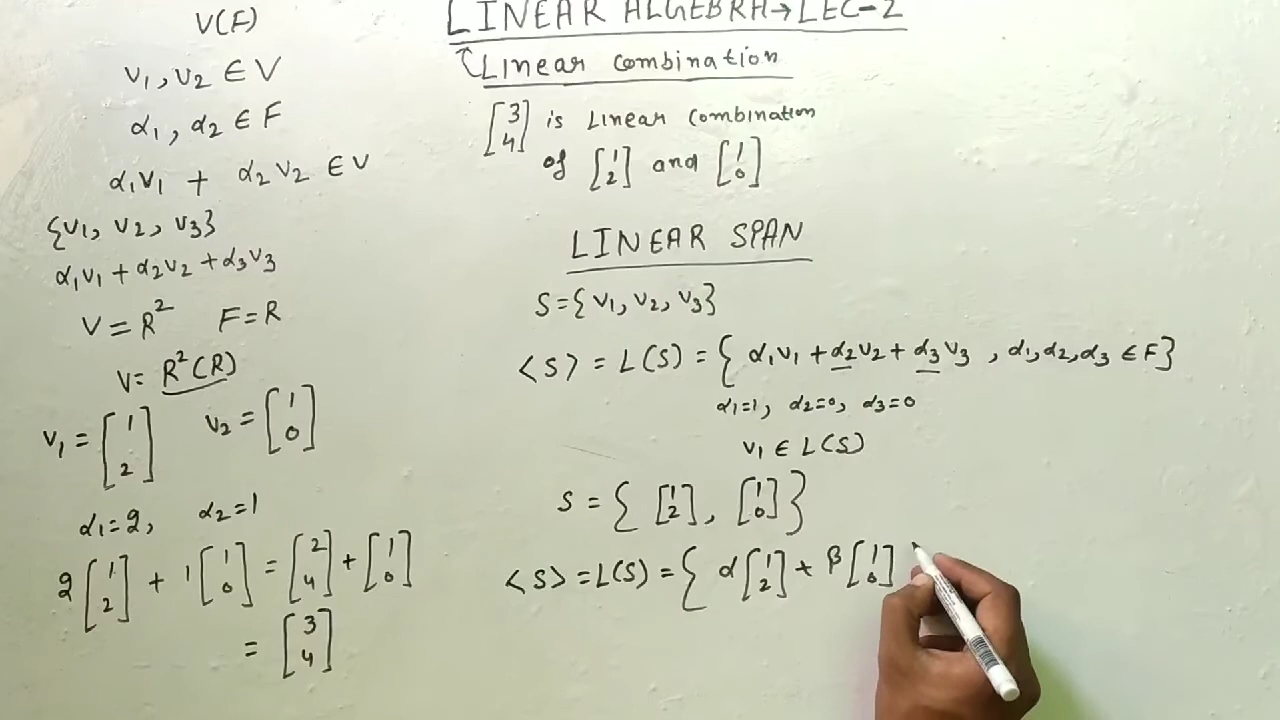 V(F)
v1, v2 ∈ V
α1, α2 ∈ F
α1v1 + α2v2 ∈ V
{v1, v2, v3}
α1v1 + α2v2 + α3v3
V = R² F = R
V = R²(R)
v1 = [1 2] v2 = [1 0]
α1=2, α2=1
2 [1 2] + 1 [1 0] = [2 4] + [1 0]
= [3 4]
LINEAR ALGEBRA → LEC-2
Linear Combination
[3 4] is Linear Combination
of [1 2] and [1 0]
LINEAR SPAN
S = {v1, v2, v3}
<S> = L(S) = { α1v1 + α2v2 + α3v3 , α1, α2, α3 ∈ F}
α1=1, α2=0, α3=0
v1 ∈ L(S)
S = { [1 2], [1 0] }
<S> = L(S) = { α [1 2] + β [1 0]